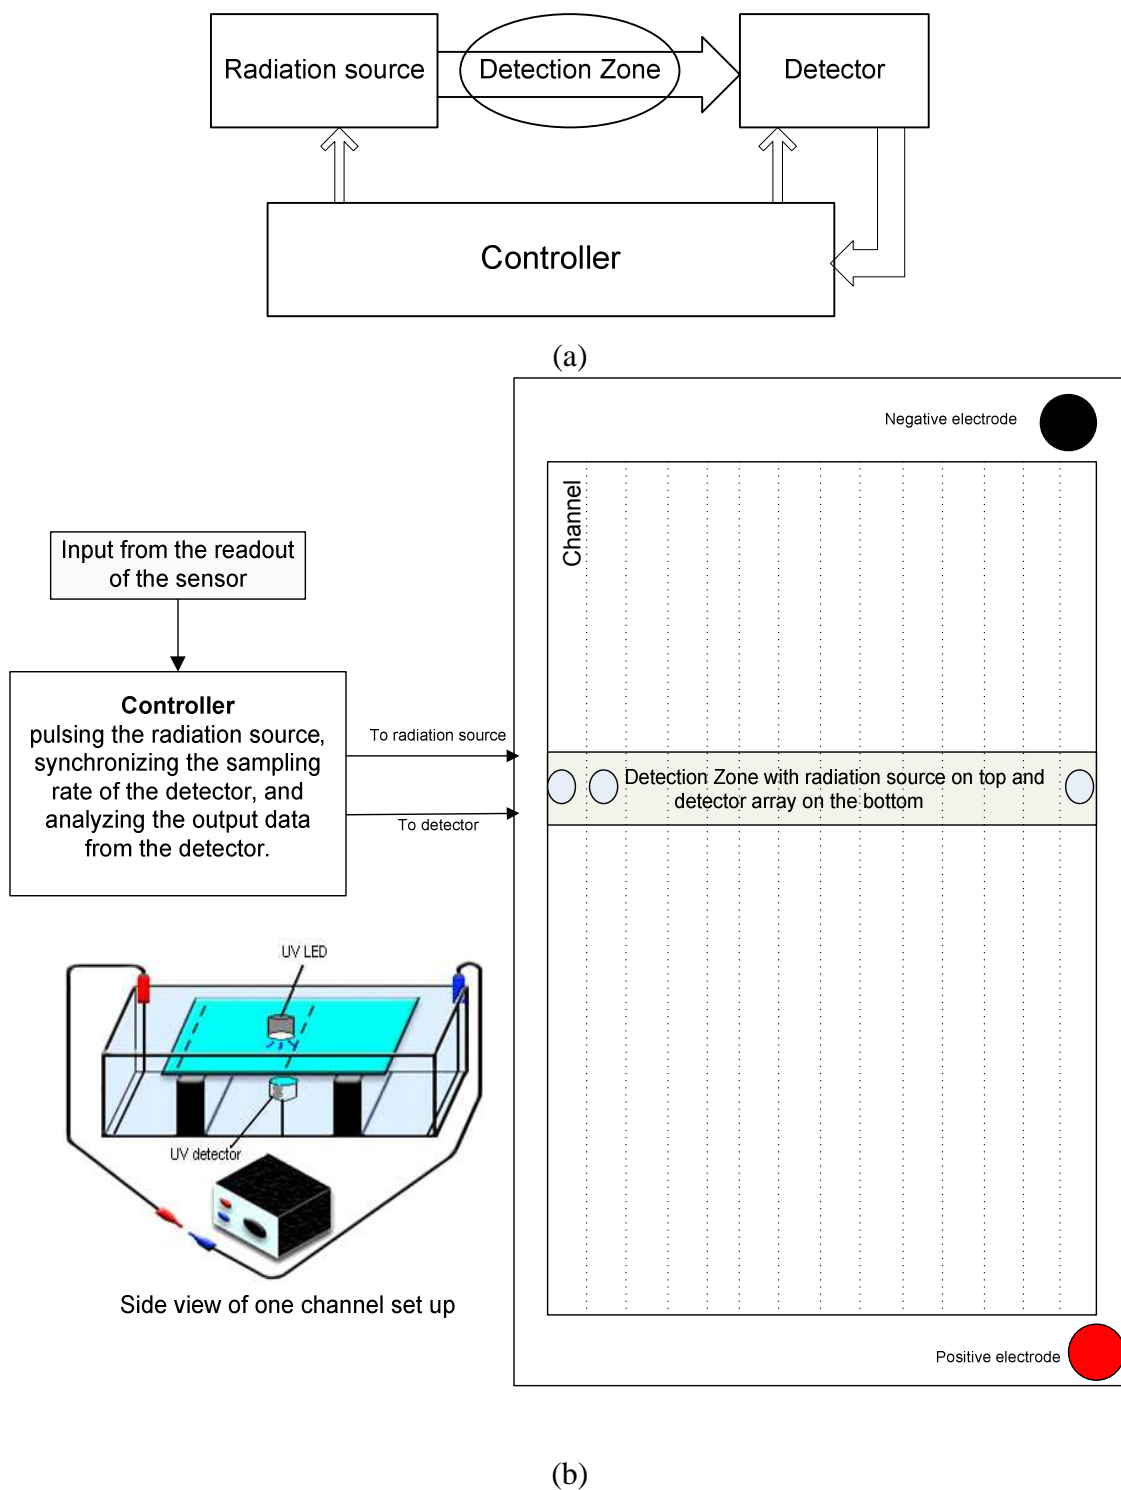 Radiation source
Detection Zone
Detector
Controller
(a)
Negative electrode
Channel
Input from the readout
of the sensor
Controller
pulsing the radiation source,
synchronizing the sampling
rate of the detector, and
analyzing the output data
from the detector.
To radiation source
To detector
Detection Zone with radiation source on top and
detector array on the bottom
UV LED
UV detector
Side view of one channel set up
Positive electrode
(b)